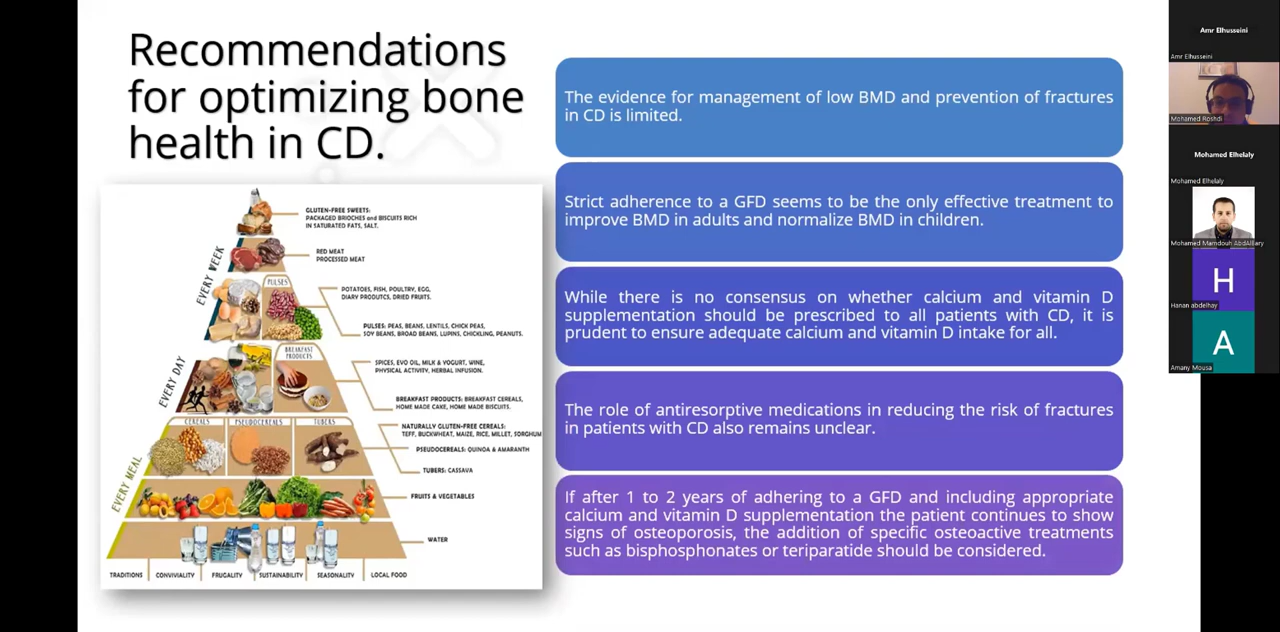 Recommendations
for optimizing bone
health in CD.
GLUTEN-FREE SWEETS:
PACKAGED BRIOCHES and BISCUITS RICH
IN SATURATED FATS, SALT.
RED MEAT
PROCESSED MEAT
EVERY WEEK
PULSES
POTATOES, FISH, POULTRY, EGG,
DIARY PRODUTCS, DRIED FRUITS.
PULSES: PEAS, BEANS, LENTILS, CHICK PEAS,
SOY BEANS, BROAD BEANS, LUPINS, CHICKLING, PEANUTS.
EVERY DAY
BREAKFAST
PRODUCTS
SPICES, EVO OIL, MILK & YOGURT, WINE,
PHYSICAL ACTIVITY, HERBAL INFUSION.
BREAKFAST PRODUCTS: BREAKFAST CEREALS,
HOME MADE CAKE, HOME MADE BISCUITS.
EVERY MEAL
CEREALS
PSEUDOCEREALS
TUBERS
NATURALLY GLUTEN-FREE CEREALS:
TEFF, BUCKWHEAT, MAIZE, RICE, MILLET, SORGHUM
PSEUDOCEREALS: QUINOA & AMARANTH
TUBERS: CASSAVA
FRUITS & VEGETABLES
WATER
TRADITIONS
CONVIVIALITY
FRUGALITY
SUSTAINABILITY
SEASONALITY
LOCAL FOOD
The evidence for management of low BMD and prevention of fractures
in CD is limited.
Strict adherence to a GFD seems to be the only effective treatment to
improve BMD in adults and normalize BMD in children.
While there is no consensus on whether calcium and vitamin D
supplementation should be prescribed to all patients with CD, it is
prudent to ensure adequate calcium and vitamin D intake for all.
The role of antiresorptive medications in reducing the risk of fractures
in patients with CD also remains unclear.
If after 1 to 2 years of adhering to a GFD and including appropriate
calcium and vitamin D supplementation the patient continues to show
signs of osteoporosis, the addition of specific osteoactive treatments
such as bisphosphonates or teriparatide should be considered.
Amr Elhusseini
Amr Elhusseini
Mohamed Roshdi
Mohamed Elhelaly
Mohamed Elhelaly
Mohamed Mamdouh AbdAlbary
H
Hanan abdelhay
A
Amany Mousa